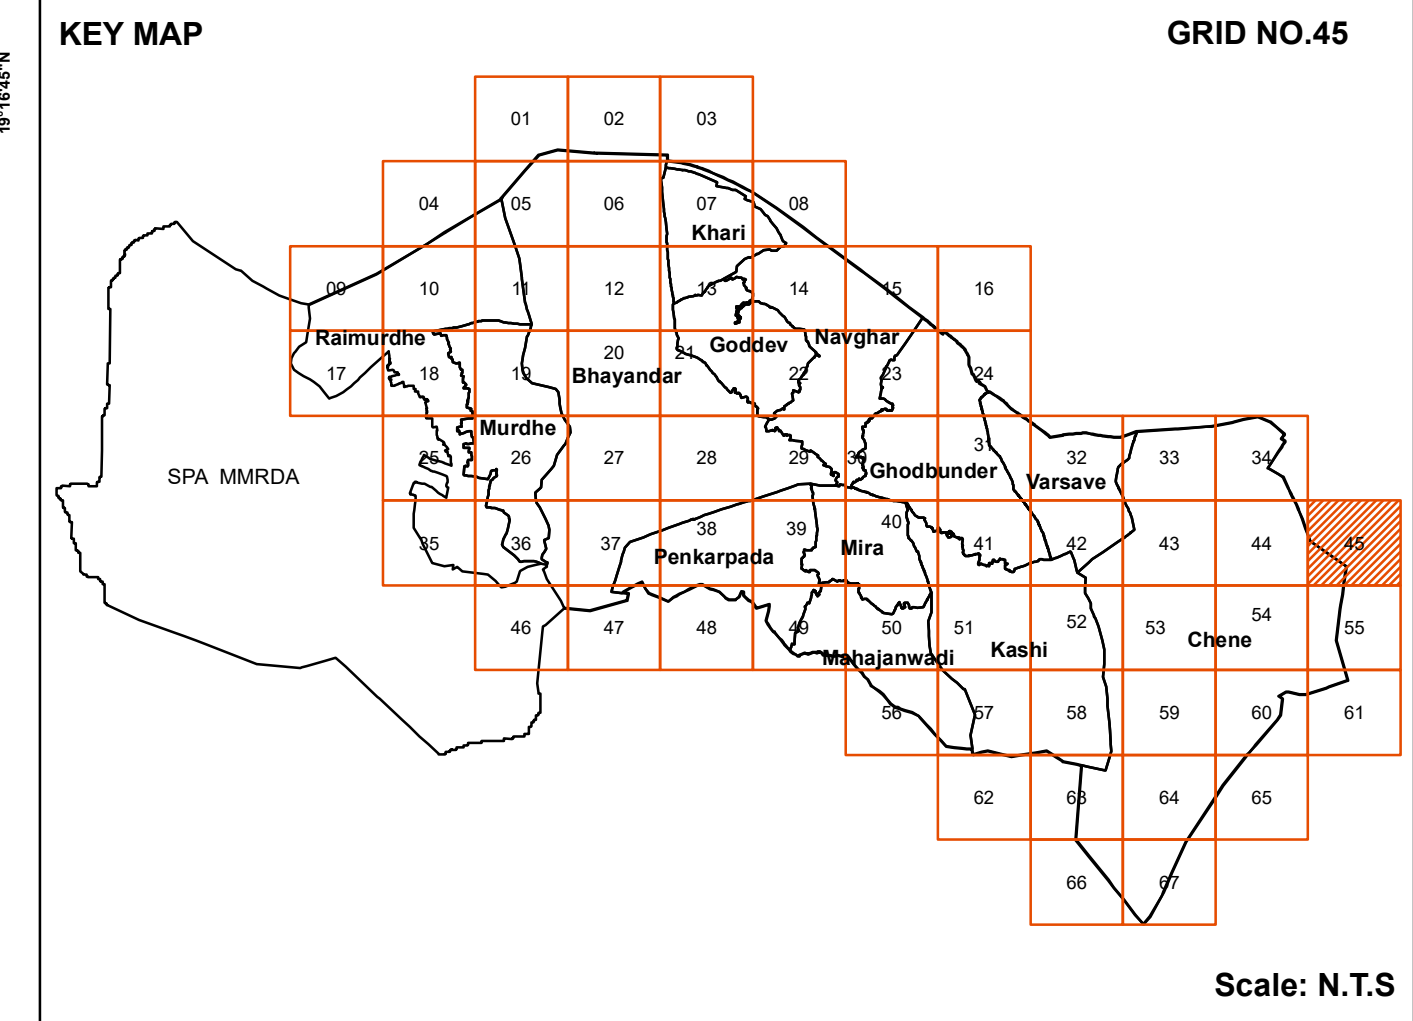 KEY MAP
GRID NO.45
19°16'45"N
01 02 03
04 05 06 07 08
Khari
09 10 11 12 13 14 15 16
Raimurdhe Goddev Navghar
17 18 19 20 21 22 23 24
Bhayandar
Murdhe
25 26 27 28 29 30 31 32 33 34
SPA MMRDA
Ghodbunder Varsave
35 36 37 38 39 40 41 42 43 44 45
Penkarpada Mira
46 47 48 49 50 51 52 53 54 55
Mahajanwadi Kashi Chene
56 57 58 59 60 61
62 63 64 65
66 67
Scale: N.T.S